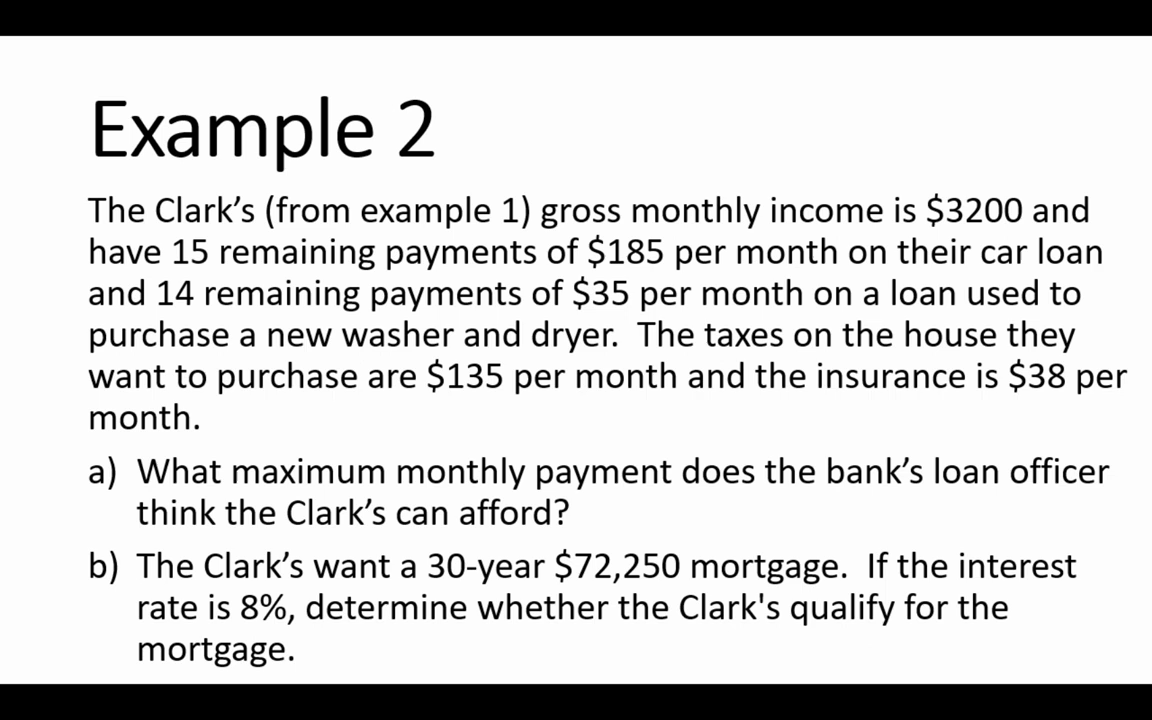 Example 2
The Clark’s (from example 1) gross monthly income is $3200 and
have 15 remaining payments of $185 per month on their car loan
and 14 remaining payments of $35 per month on a loan used to
purchase a new washer and dryer.  The taxes on the house they
want to purchase are $135 per month and the insurance is $38 per
month.
a) What maximum monthly payment does the bank’s loan officer
think the Clark’s can afford?
b) The Clark’s want a 30-year $72,250 mortgage.  If the interest
rate is 8%, determine whether the Clark's qualify for the
mortgage.